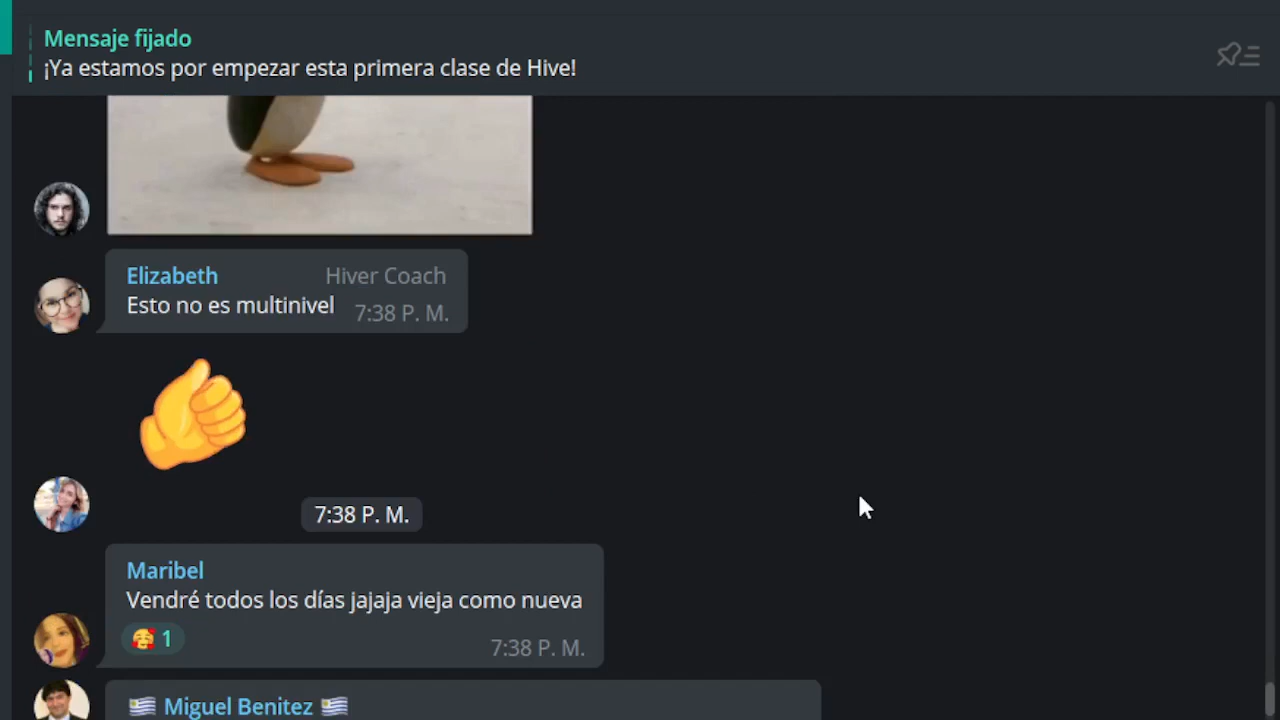 Mensaje fijado
¡Ya estamos por empezar esta primera clase de Hive!
Elizabeth Hiver Coach
Esto no es multinivel 7:38 P. M.
7:38 P. M.
Maribel
Vendré todos los días jajaja vieja como nueva
1 7:38 P. M.
Miguel Benitez